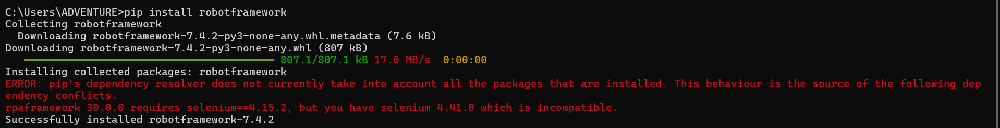 C:\Users\ADVENTURE>pip install robotframework
Collecting robotframework
  Downloading robotframework-7.4.2-py3-none-any.whl.metadata (7.6 kB)
Downloading robotframework-7.4.2-py3-none-any.whl (807 kB)
807.1/807.1 kB 17.0 MB/s  0:00:00
Installing collected packages: robotframework
ERROR: pip's dependency resolver does not currently take into account all the packages that are installed. This behaviour is the source of the following dep
endency conflicts.
rpaframework 30.0.0 requires selenium==4.15.2, but you have selenium 4.41.0 which is incompatible.
Successfully installed robotframework-7.4.2